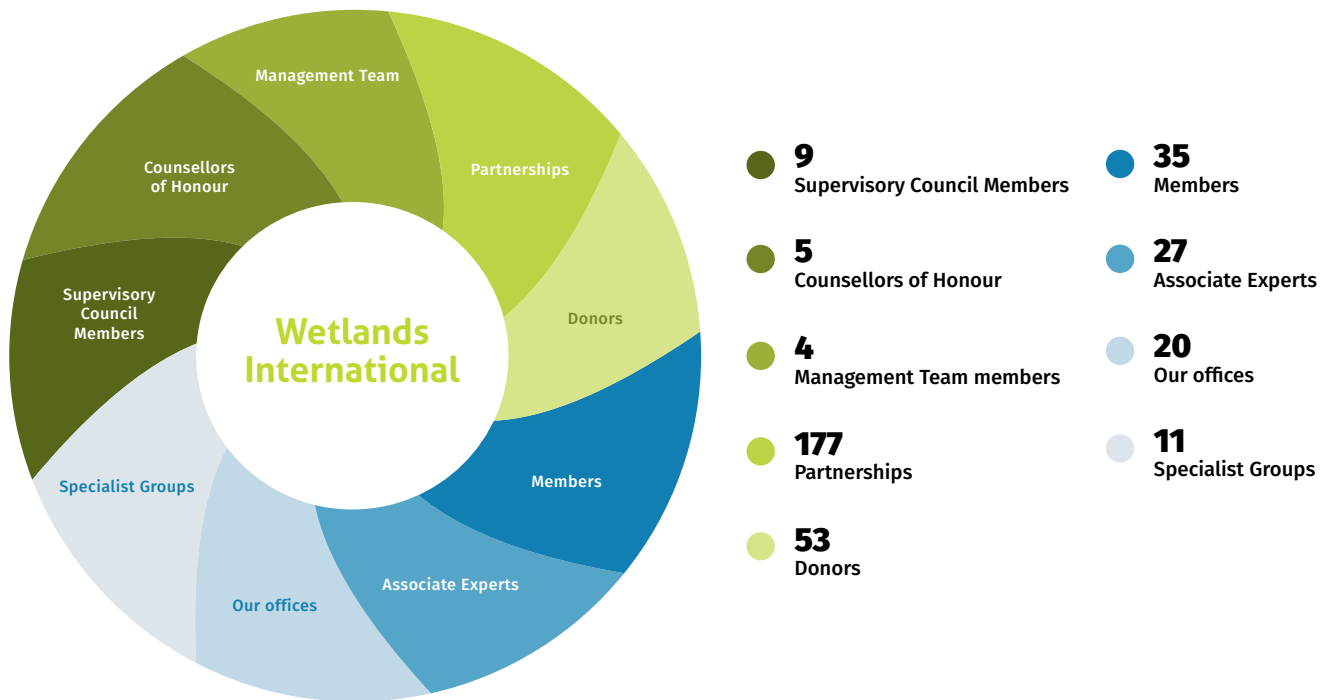 Management Team
Counsellors
of Honour
Partnerships
Supervisory
Council
Members
Donors
Wetlands
International
Specialist Groups
Members
Our offices
Associate Experts
9
Supervisory Council Members
5
Counsellors of Honour
4
Management Team members
177
Partnerships
53
Donors
35
Members
27
Associate Experts
20
Our offices
11
Specialist Groups